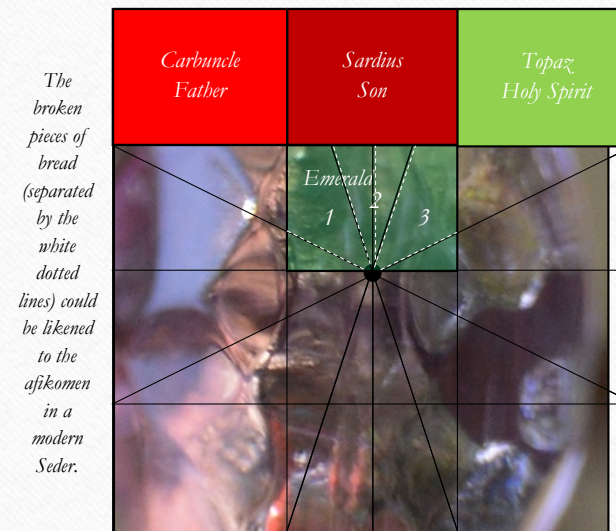 The
broken
pieces of
bread
(separated
by the
white
dotted
lines) could
be likened
to the
afikomen
in a
modern
Seder.
Carbuncle
Father
Sardius
Son
Topaz
Holy Spirit
Emerald
1
2
3